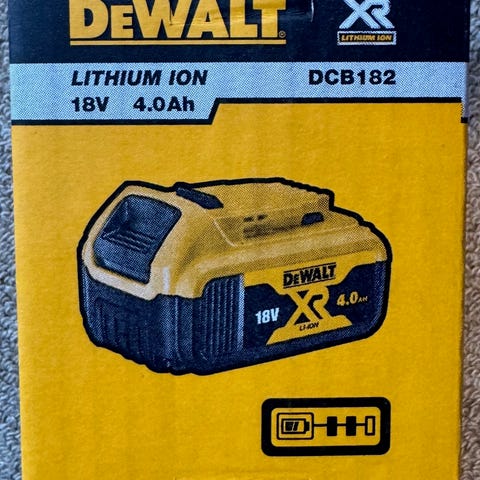 DEWALT®
XR
LITHIUM ION
LITHIUM ION
DCB182
18V 4.0Ah
DEWALT
XR
LI-ION
18V
4.0AH